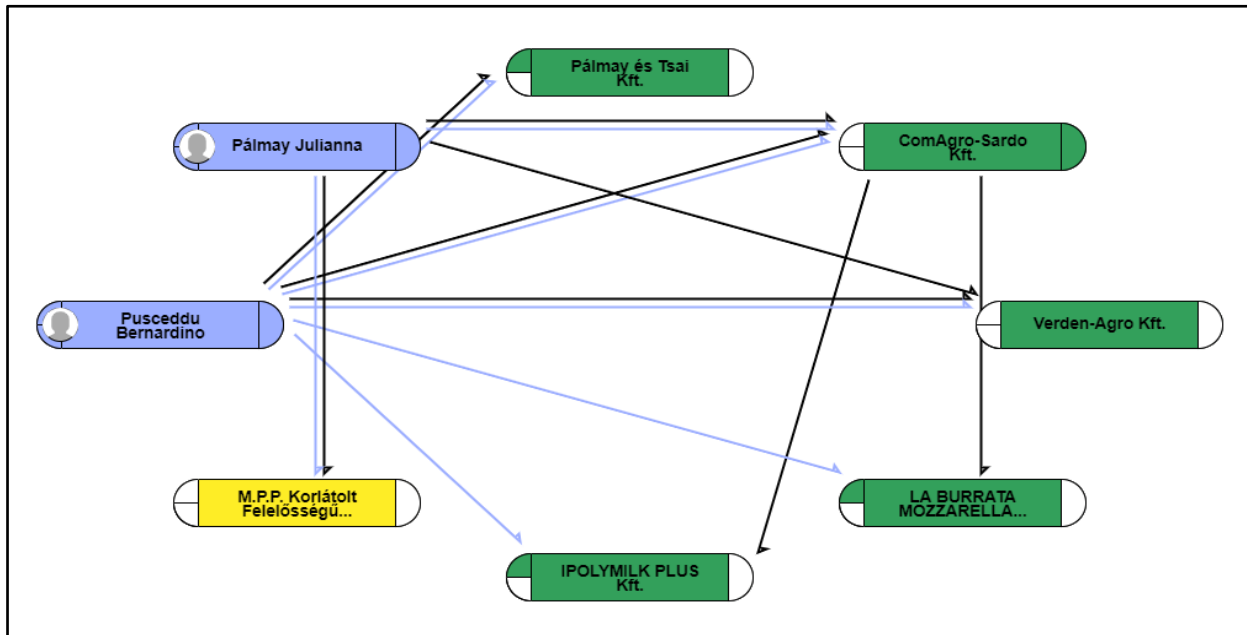 Pálmay és Tsai
Kft.
Pálmay Julianna
ComAgro-Sardo
Kft.
Pusceddu
Bernardino
Verden-Agro Kft.
M.P.P. Korlátolt
Felelősségű...
LA BURRATA
MOZZARELLA...
IPOLYMILK PLUS
Kft.